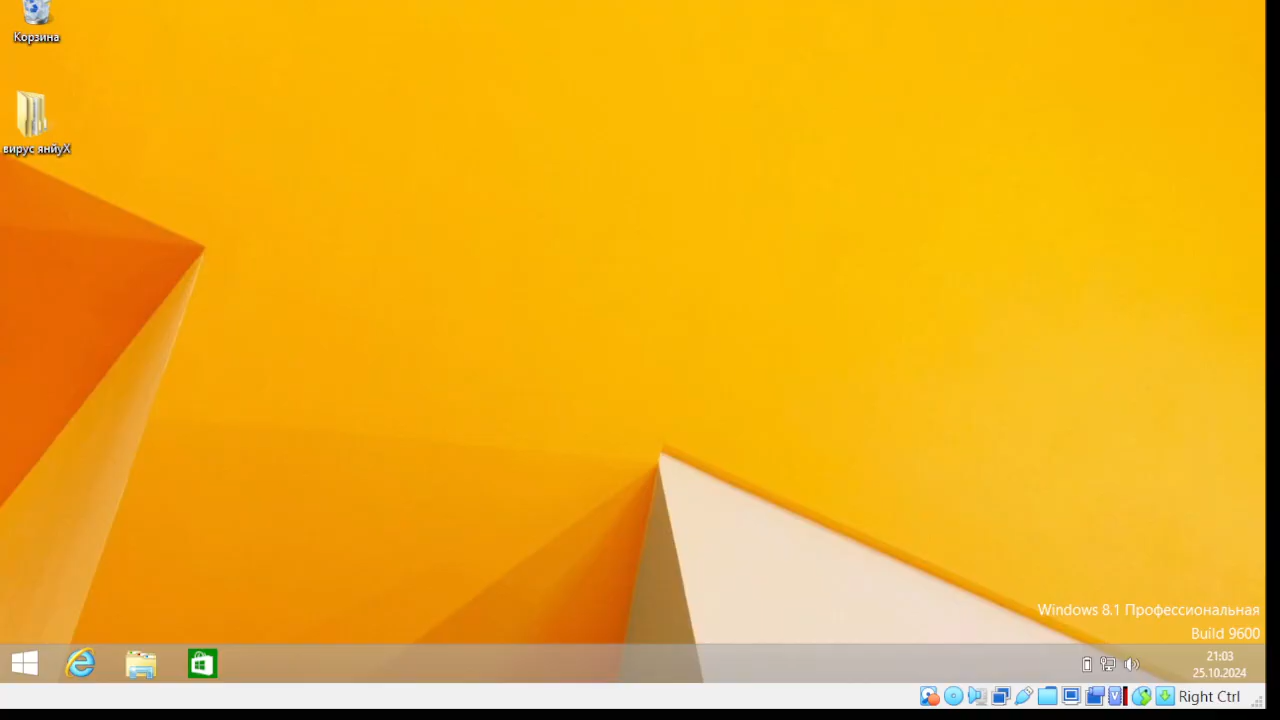 Корзина
вирус янйуХ
Windows 8.1 Профессиональная
Build 9600
21:03
25.10.2024
Right Ctrl